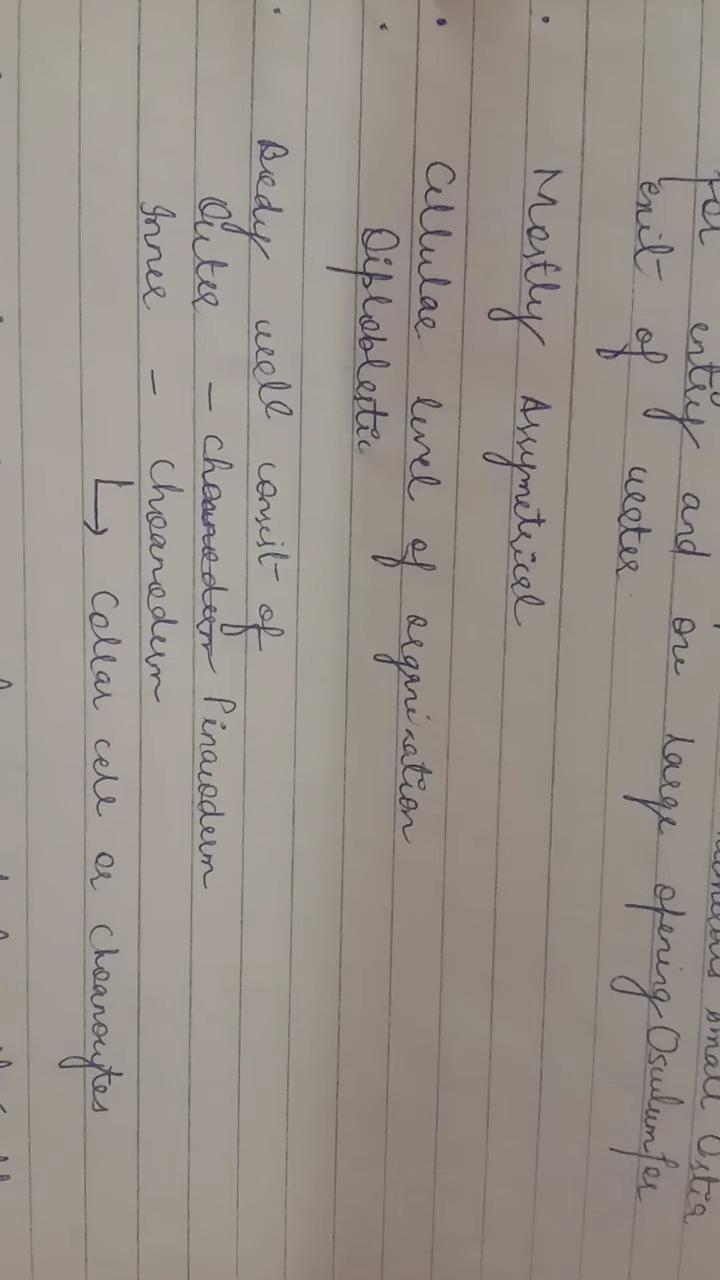 small Ostia
for entry and one large opening Osculum for
exit of water.
• Mostly Assymetrical
• Cellular level of organization
• Diploblastic
• Body wall consist of
Outer - choanoderm Pinacoderm
Inner - Choanoderm
↳ Collar cell or choanocytes